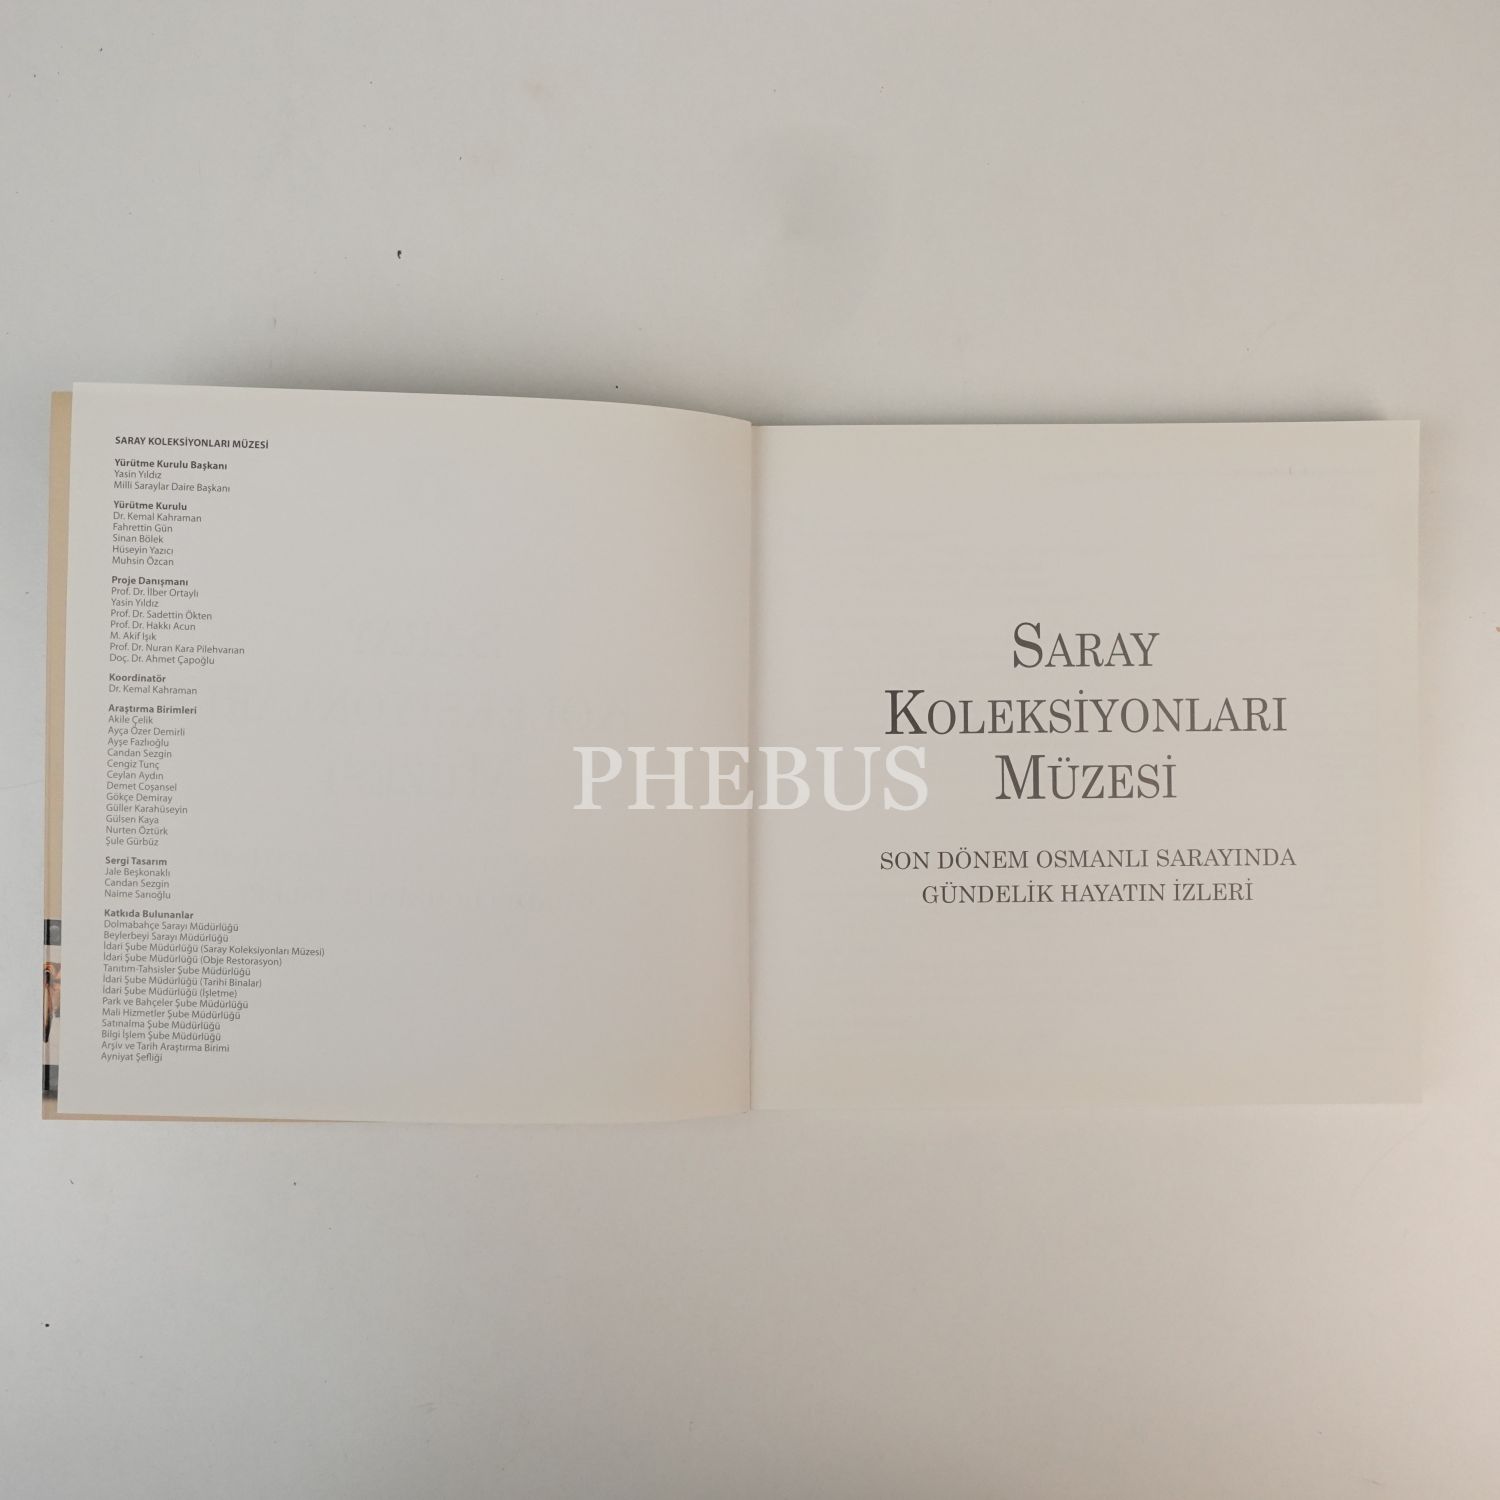 SARAY KOLEKSİYONLARI MÜZESİ
Yürütme Kurulu Başkanı
Yasin Yıldız
Milli Saraylar Daire Başkanı
Yürütme Kurulu
Dr. Kemal Kahraman
Fahrettin Gün
Sinan Bölek
Hüseyin Yazıcı
Muhsin Özcan
Proje Danışmanı
Prof. Dr. İlber Ortaylı
Yasin Yıldız
Prof. Dr. Sadettin Ökten
Prof. Dr. Hakkı Acun
M. Akif Işık
Prof. Dr. Nuran Kara Pilehvarıan
Doç. Dr. Ahmet Çapoğlu
Koordinatör
Dr. Kemal Kahraman
Araştırma Birimleri
Akile Çelik
Ayça Özer Demirli
Ayşe Fazlıoğlu
Candan Sezgin
Cengiz Tunç
Ceylan Aydın
Demet Coşansel
Gökçe Demiray
Güller Karahüseyin
Gülsen Kaya
Nurten Öztürk
Şule Gürbüz
Sergi Tasarım
Jale Beşkonaklı
Candan Sezgin
Naime Sarıoğlu
Katkıda Bulunanlar
Dolmabahçe Sarayı Müdürlüğü
Beylerbeyi Sarayı Müdürlüğü
İdari Şube Müdürlüğü (Saray Koleksiyonları Müzesi)
İdari Şube Müdürlüğü (Obje Restorasyon)
Tanıtım-Tahsisler Şube Müdürlüğü
İdari Şube Müdürlüğü (Tarihi Binalar)
İdari Şube Müdürlüğü (İşletme)
Park ve Bahçeler Şube Müdürlüğü
Mali Hizmetler Şube Müdürlüğü
Satınalma Şube Müdürlüğü
Bilgi İşlem Şube Müdürlüğü
Arşiv ve Tarih Araştırma Birimi
Ayniyat Şefliği
SARAY
KOLEKSİYONLARI
MÜZESİ
SON DÖNEM OSMANLI SARAYINDA
GÜNDELİK HAYATIN İZLERİ
PHEBUS